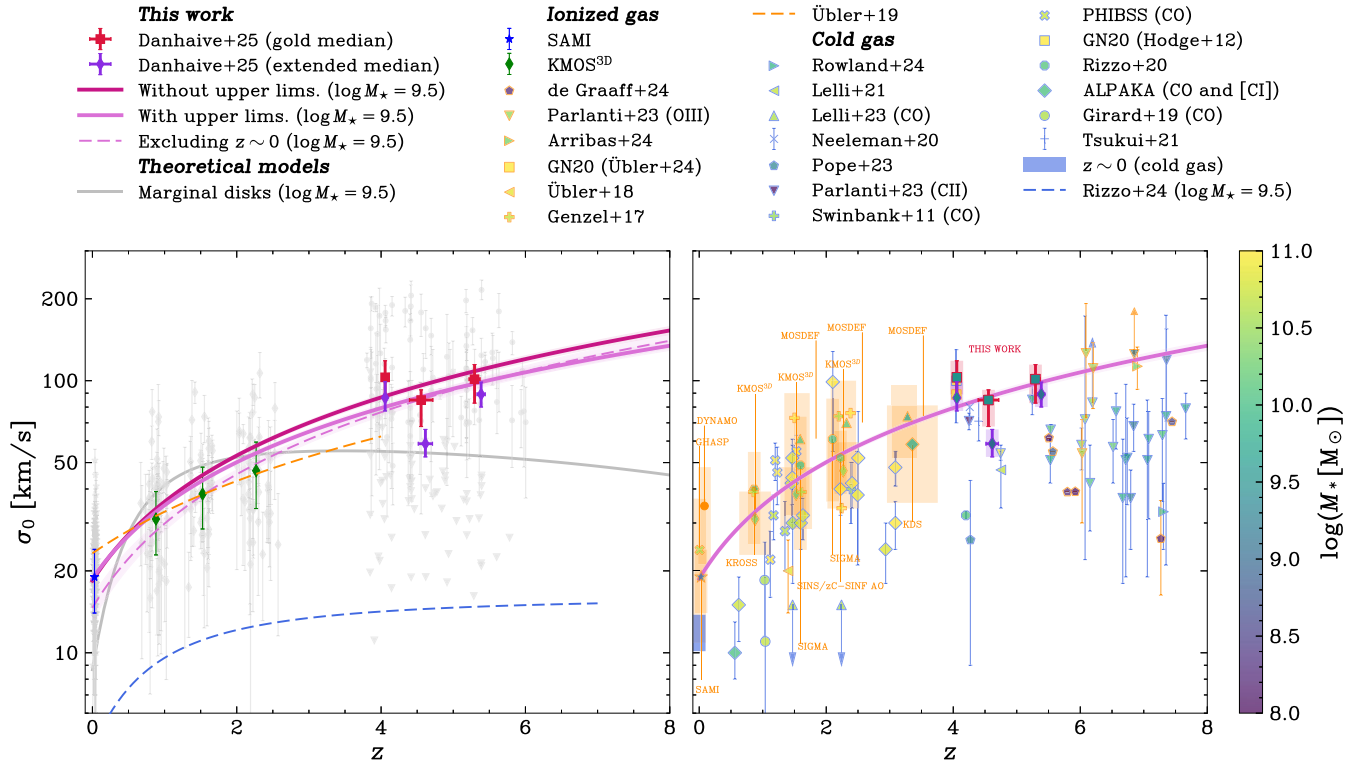 This work
Danhaive+25 (gold median)
Danhaive+25 (extended median)
Without upper lims. (log M⋆ = 9.5)
With upper lims. (log M⋆ = 9.5)
Excluding z ∼ 0 (log M⋆ = 9.5)
Theoretical models
Marginal disks (log M⋆ = 9.5)
Ionized gas
SAMI
KMOS³ᴰ
de Graaff+24
Parlanti+23 (OIII)
Arribas+24
GN20 (Übler+24)
Übler+18
Genzel+17
Übler+19
Cold gas
Rowland+24
Lelli+21
Lelli+23 (CO)
Neeleman+20
Pope+23
Parlanti+23 (CII)
Swinbank+11 (CO)
PHIBSS (CO)
GN20 (Hodge+12)
Rizzo+20
ALPAKA (CO and [CI])
Girard+19 (CO)
Tsukui+21
z ∼ 0 (cold gas)
Rizzo+24 (log M⋆ = 9.5)
σ₀ [km/s]
200
100
50
20
10
0 2 4 6 8
z
MOSDEF
MOSDEF
MOSDEF
THIS WORK
KMOS³ᴰ
KMOS³ᴰ
KMOS³ᴰ
DYNAMO
GHASP
KDS
KROSS
SIGMA
SINS/zC-SINF AO
SIGMA
SAMI
0 2 4 6 8
z
11.0
10.5
10.0
9.5
9.0
8.5
8.0
log(M* [M⊙])